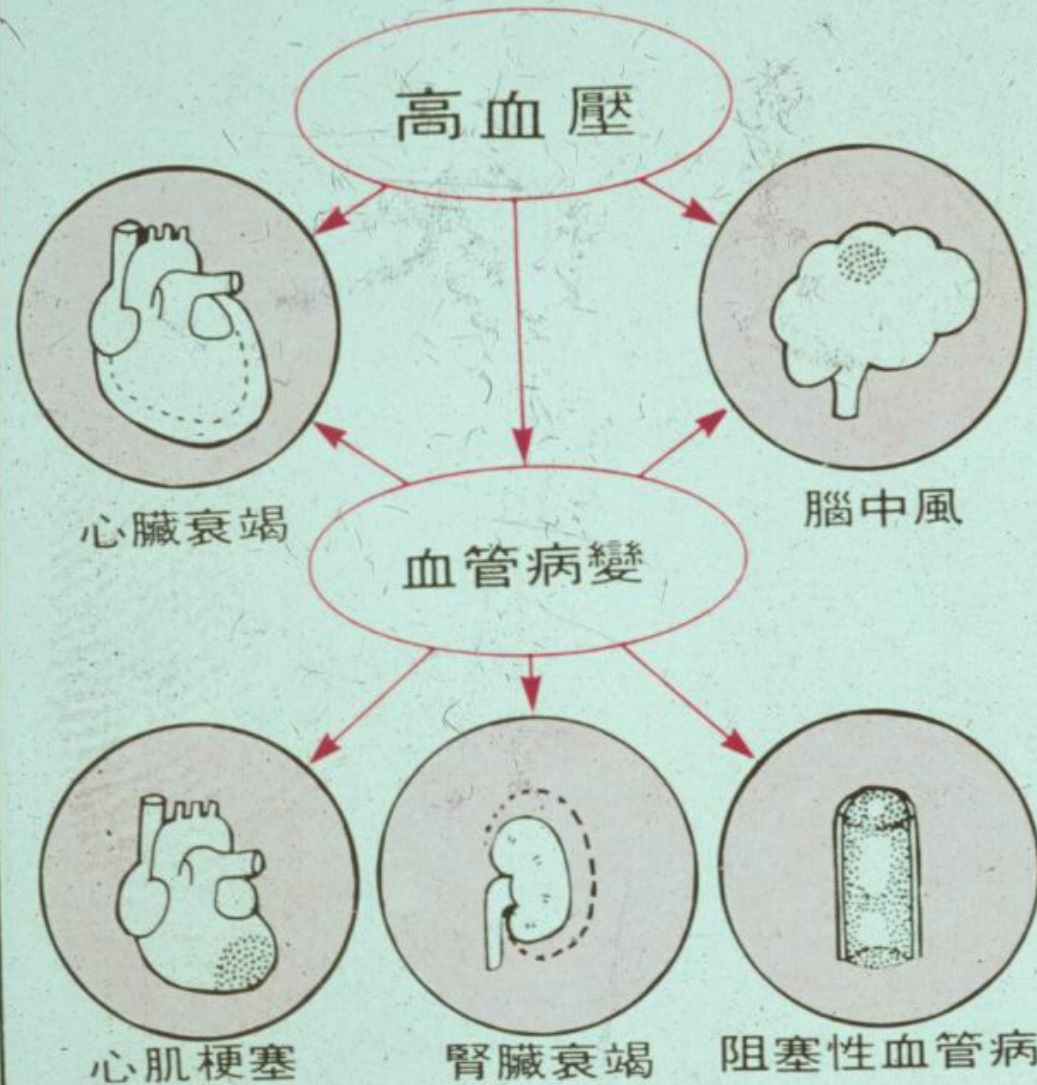 高血壓
心臟衰竭
腦中風
血管病變
心肌梗塞
腎臟衰竭
阻塞性血管病